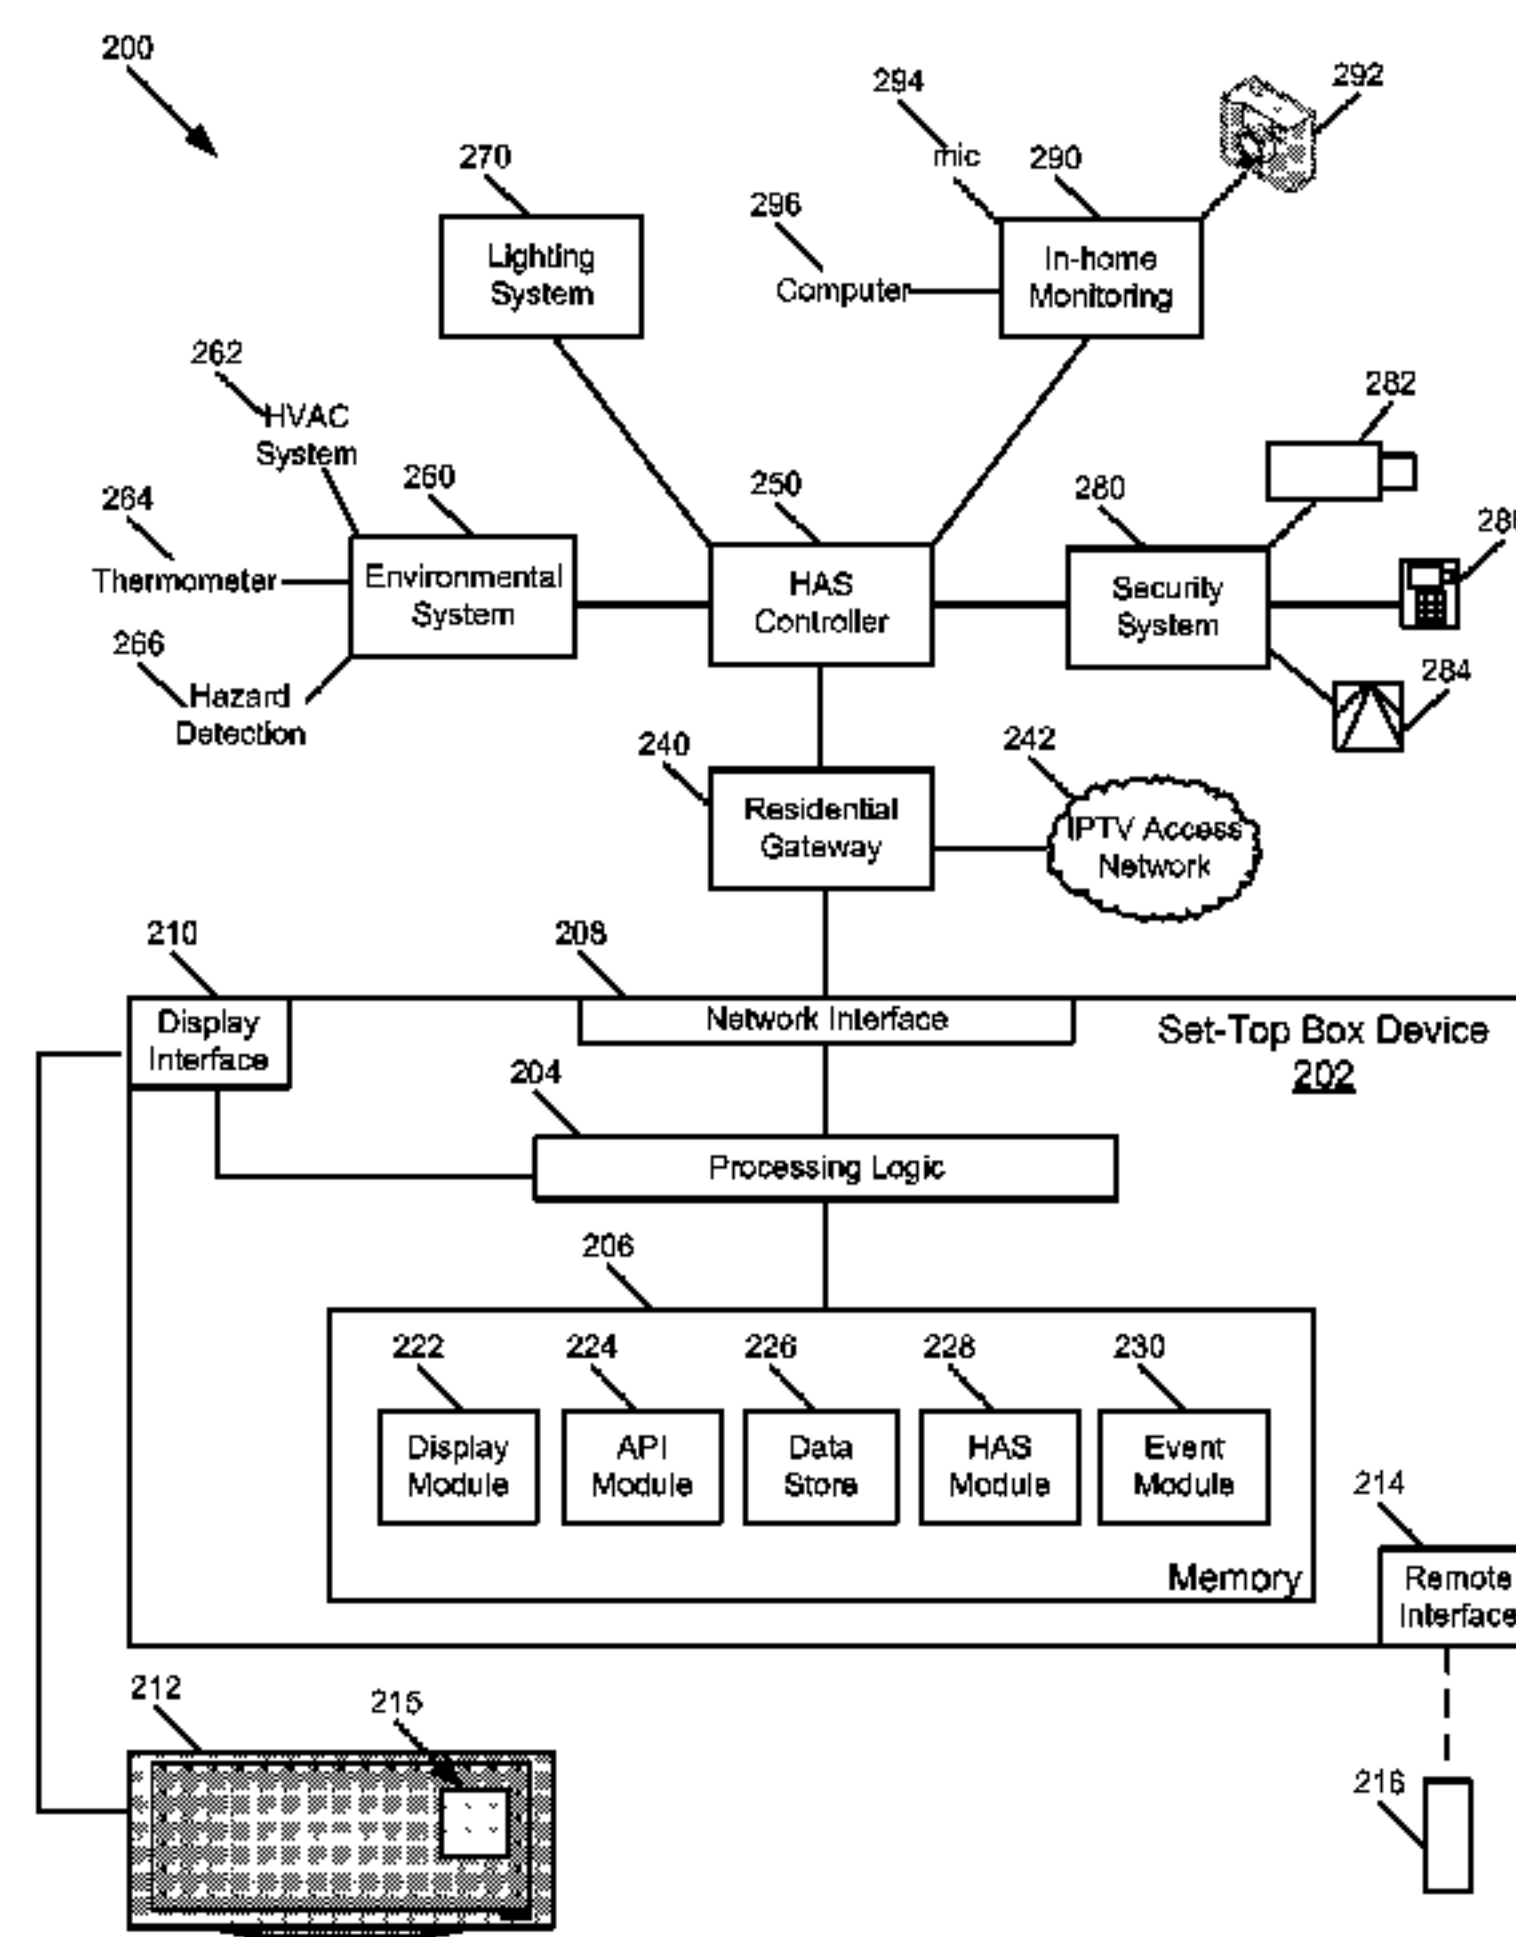 200
294
292
270
mic
290
296
Lighting
System
In-home
Monitoring
Computer
262
HVAC
System
282
264
260
250
280
Thermometer
Environmental
System
HAS
Controller
Security
System
266
Hazard
Detection
284
240
242
Residential
Gateway
IPTV Access
Network
210
208
Display
Interface
Network Interface
Set-Top Box Device
202
204
Processing Logic
206
222
224
226
228
230
Display
Module
API
Module
Data
Store
HAS
Module
Event
Module
214
Memory
Remote
Interface
212
215
216